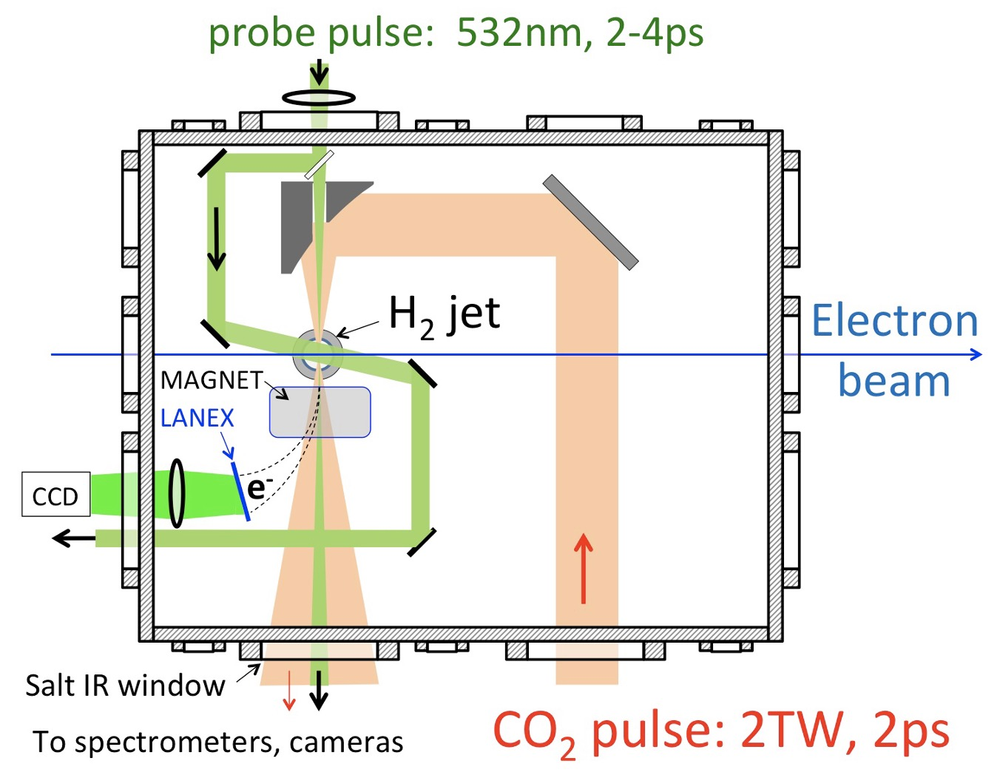 probe pulse:  532nm, 2-4ps
H₂ jet
Electron
beam
MAGNET
LANEX
e⁻
CCD
Salt IR window
To spectrometers, cameras
CO₂ pulse: 2TW, 2ps